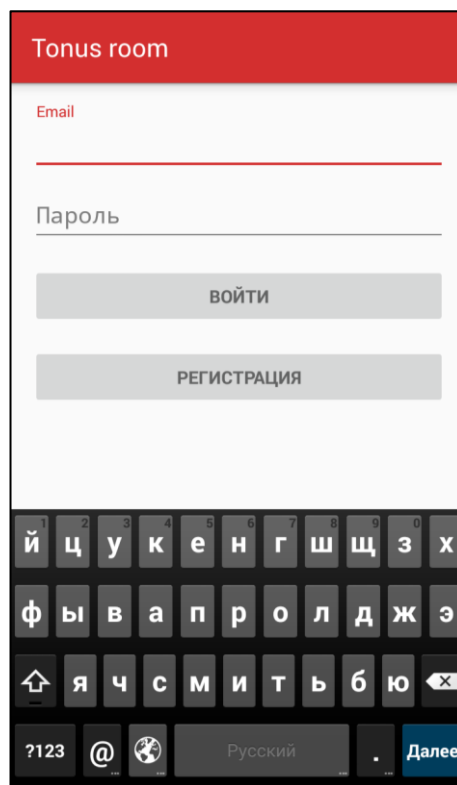 Tonus room
Email
Пароль
ВОЙТИ
РЕГИСТРАЦИЯ
1 2 3 4 5 6 7 8 9 0
й ц у к е н г ш щ з х
ф ы в а п р о л д ж э
я ч с м и т ь б ю
?123 @ Русский . Далее